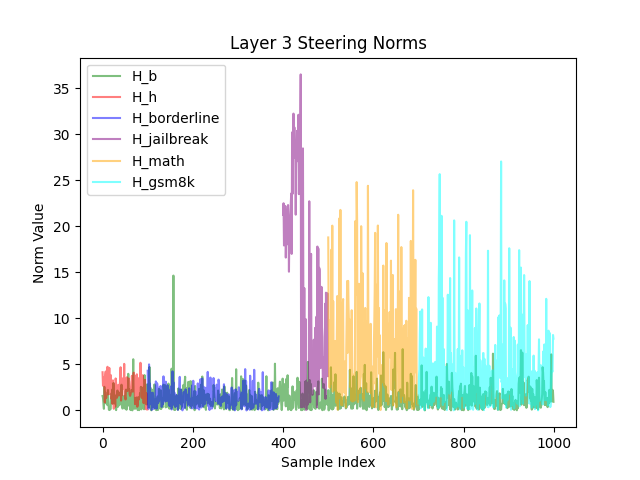 Layer 3 Steering Norms
H_b
H_h
H_borderline
H_jailbreak
H_math
H_gsm8k
Norm Value
35
30
25
20
15
10
5
0
0 200 400 600 800 1000
Sample Index